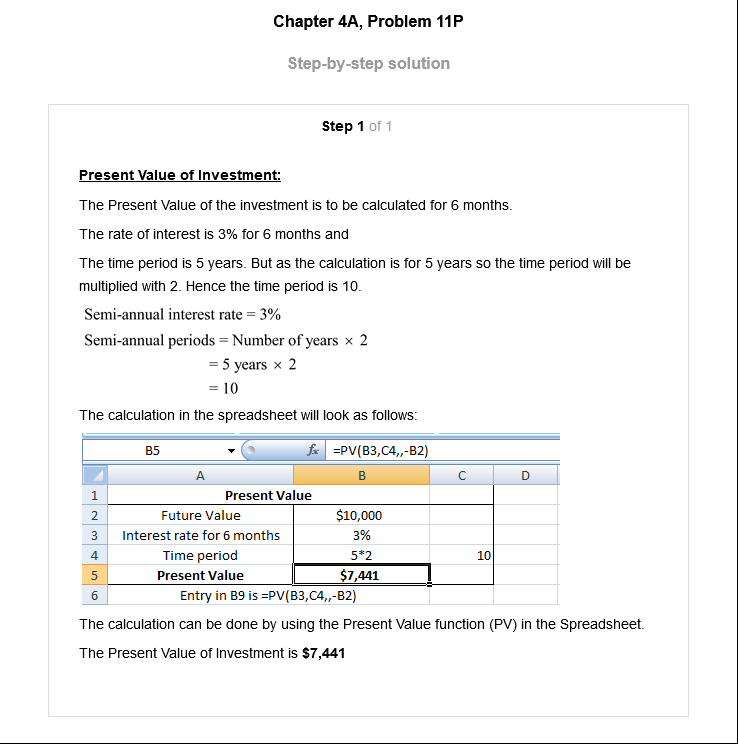 Chapter 4A, Problem 11P
Step-by-step solution
Step 1 of 1
Present Value of Investment:
The Present Value of the investment is to be calculated for 6 months.
The rate of interest is 3% for 6 months and
The time period is 5 years. But as the calculation is for 5 years so the time period will be
multiplied with 2. Hence the time period is 10.
Semi-annual interest rate = 3%
Semi-annual periods = Number of years × 2
= 5 years × 2
= 10
The calculation in the spreadsheet will look as follows:
B5 fx =PV(B3,C4,,-B2)
A B C D
1 Present Value
2 Future Value $10,000
3 Interest rate for 6 months 3%
4 Time period 5*2 10
5 Present Value $7,441
6 Entry in B9 is =PV(B3,C4,,-B2)
The calculation can be done by using the Present Value function (PV) in the Spreadsheet.
The Present Value of Investment is $7,441